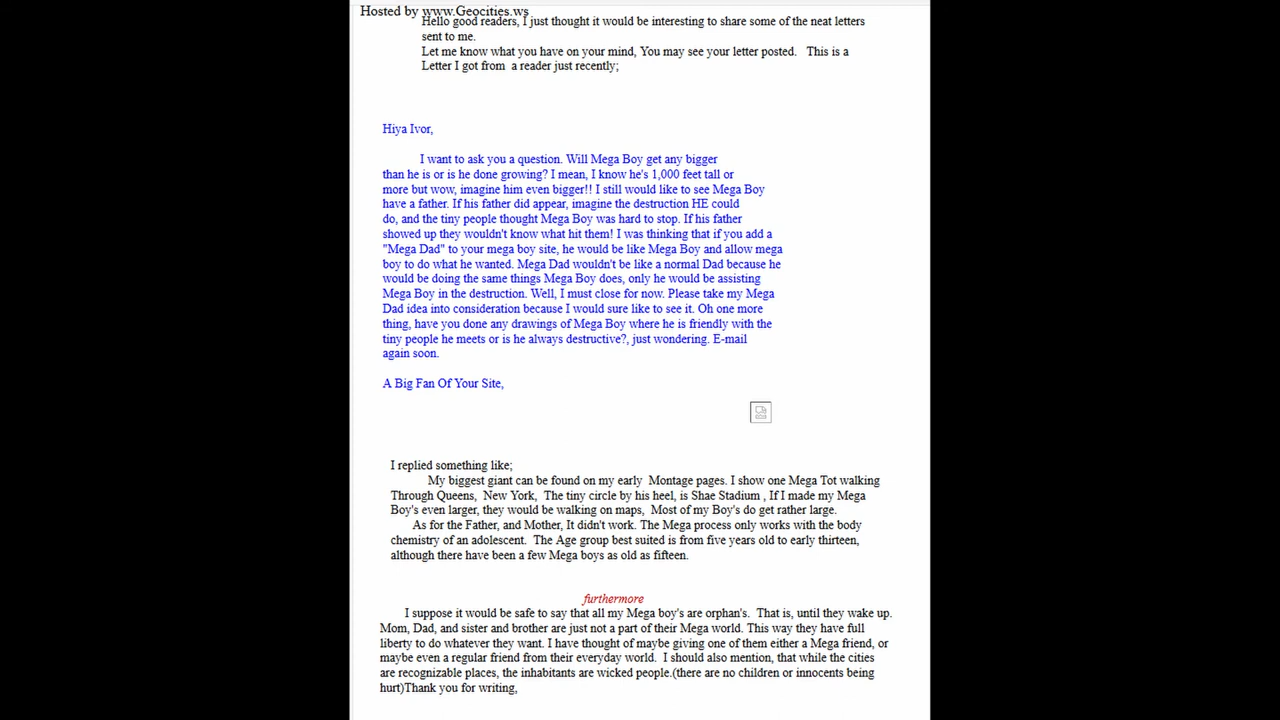 Hosted by www.Geocities.ws
Hello good readers, I just thought it would be interesting to share some of the neat letters
sent to me.
Let me know what you have on your mind, You may see your letter posted. This is a
Letter I got from a reader just recently;
Hiya Ivor,
I want to ask you a question. Will Mega Boy get any bigger
than he is or is he done growing? I mean, I know he's 1,000 feet tall or
more but wow, imagine him even bigger!! I still would like to see Mega Boy
have a father. If his father did appear, imagine the destruction HE could
do, and the tiny people thought Mega Boy was hard to stop. If his father
showed up they wouldn't know what hit them! I was thinking that if you add a
"Mega Dad" to your mega boy site, he would be like Mega Boy and allow mega
boy to do what he wanted. Mega Dad wouldn't be like a normal Dad because he
would be doing the same things Mega Boy does, only he would be assisting
Mega Boy in the destruction. Well, I must close for now. Please take my Mega
Dad idea into consideration because I would sure like to see it. Oh one more
thing, have you done any drawings of Mega Boy where he is friendly with the
tiny people he meets or is he always destructive?, just wondering. E-mail
again soon.
A Big Fan Of Your Site,
I replied something like;
My biggest giant can be found on my early Montage pages. I show one Mega Tot walking
Through Queens, New York, The tiny circle by his heel, is Shae Stadium , If I made my Mega
Boy's even larger, they would be walking on maps, Most of my Boy's do get rather large.
As for the Father, and Mother, It didn't work. The Mega process only works with the body
chemistry of an adolescent. The Age group best suited is from five years old to early thirteen,
although there have been a few Mega boys as old as fifteen.
furthermore
I suppose it would be safe to say that all my Mega boy's are orphan's. That is, until they wake up.
Mom, Dad, and sister and brother are just not a part of their Mega world. This way they have full
liberty to do whatever they want. I have thought of maybe giving one of them either a Mega friend, or
maybe even a regular friend from their everyday world. I should also mention, that while the cities
are recognizable places, the inhabitants are wicked people.(there are no children or innocents being
hurt)Thank you for writing,